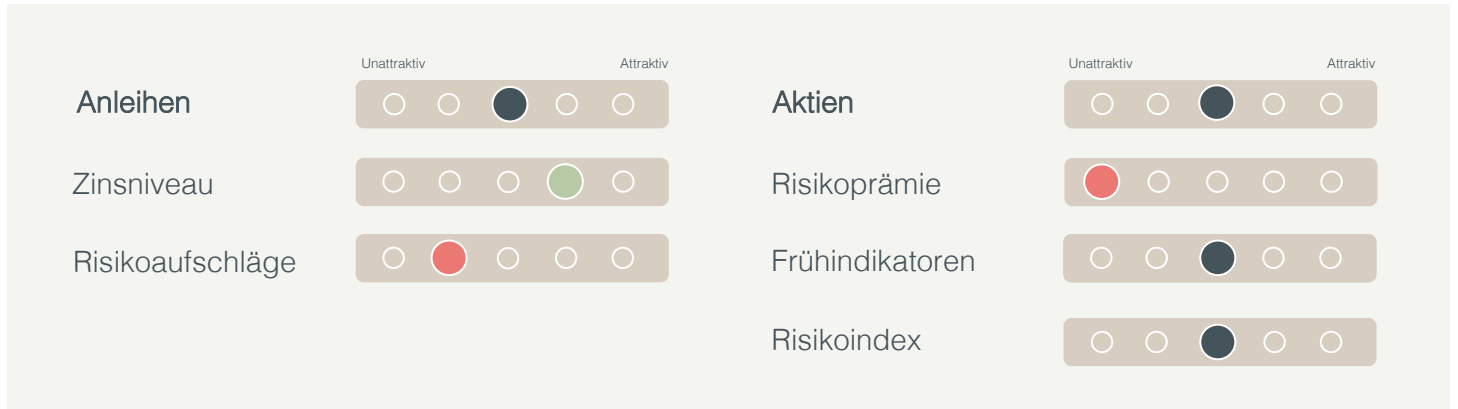 Unattraktiv Attraktiv
Anleihen
Zinsniveau
Risikoaufschläge
Unattraktiv Attraktiv
Aktien
Risikoprämie
Frühindikatoren
Risikoindex